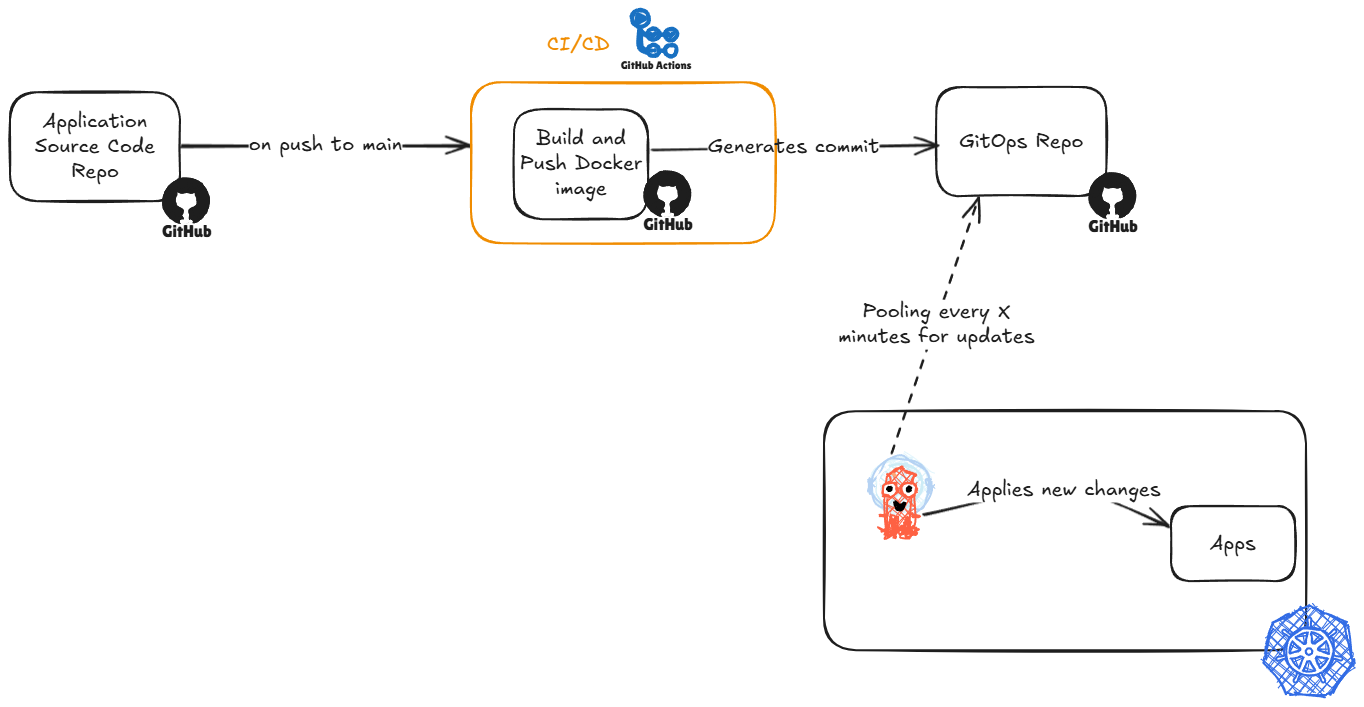 CI/CD
GitHub Actions
Application
Source Code
Repo
GitHub
on push to main
Build and
Push Docker
image
GitHub
Generates commit
GitOps Repo
GitHub
Pooling every X
minutes for updates
Applies new changes
Apps